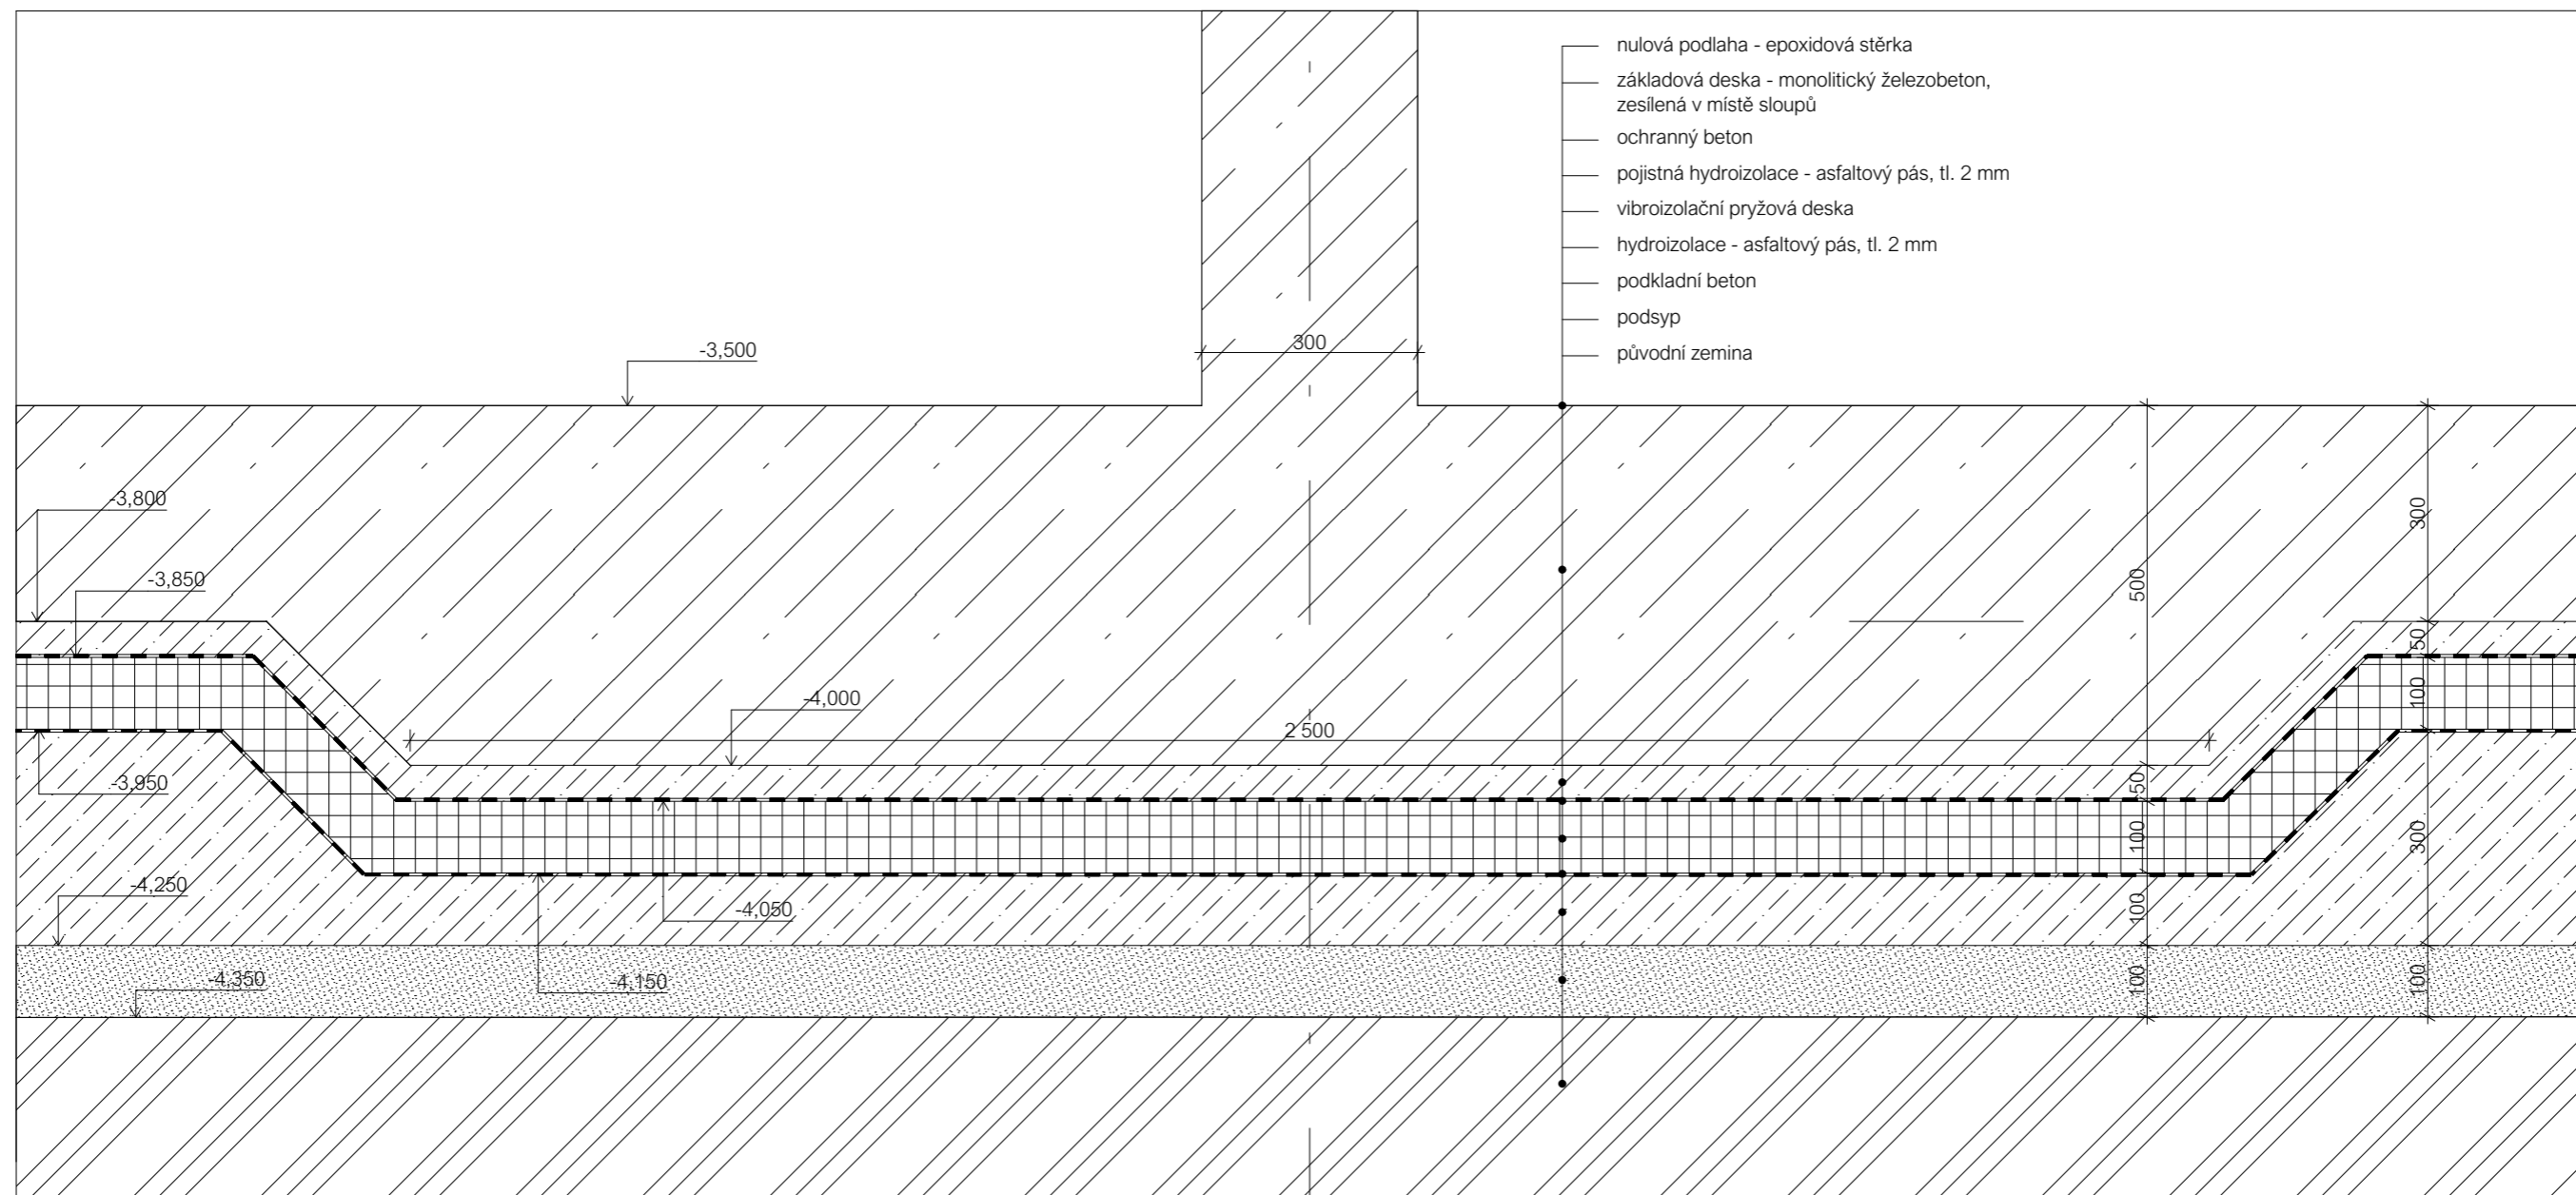 nulová podlaha - epoxidová stěrka
základová deska - monolitický železobeton,
zesílená v místě sloupů
ochranný beton
pojistná hydroizolace - asfaltový pás, tl. 2 mm
vibroizolační pryžová deska
hydroizolace - asfaltový pás, tl. 2 mm
podkladní beton
podsyp
původní zemina
300
-3,500
-3,800
-3,850
-4,000
2 500
-3,950
-4,250
-4,050
-4,350
-4,150
500
50
100
100
100
300
50
100
300
100